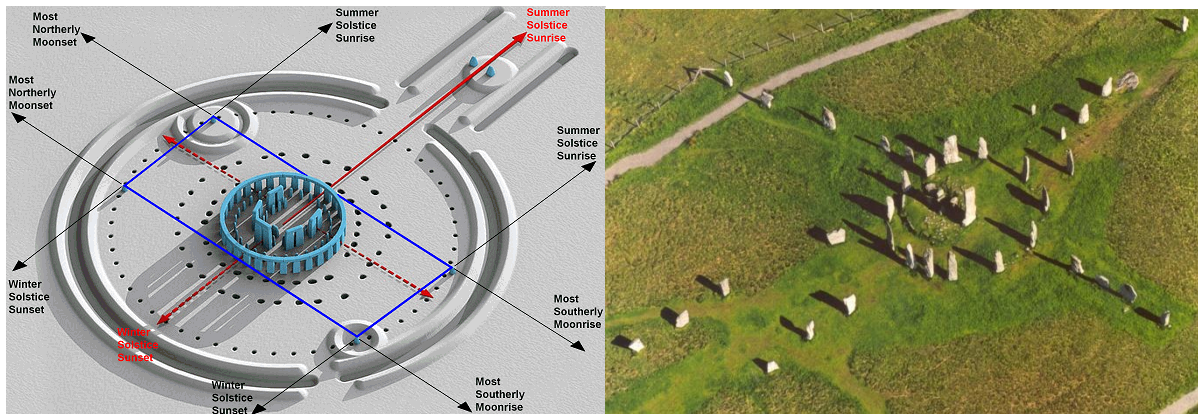 Most
Northerly
Moonset
Summer
Solstice
Sunrise
Summer
Solstice
Sunrise
Most
Northerly
Moonset
Summer
Solstice
Sunrise
Winter
Solstice
Sunset
Most
Southerly
Moonrise
Winter
Solstice
Sunset
Winter
Solstice
Sunset
Most
Southerly
Moonrise